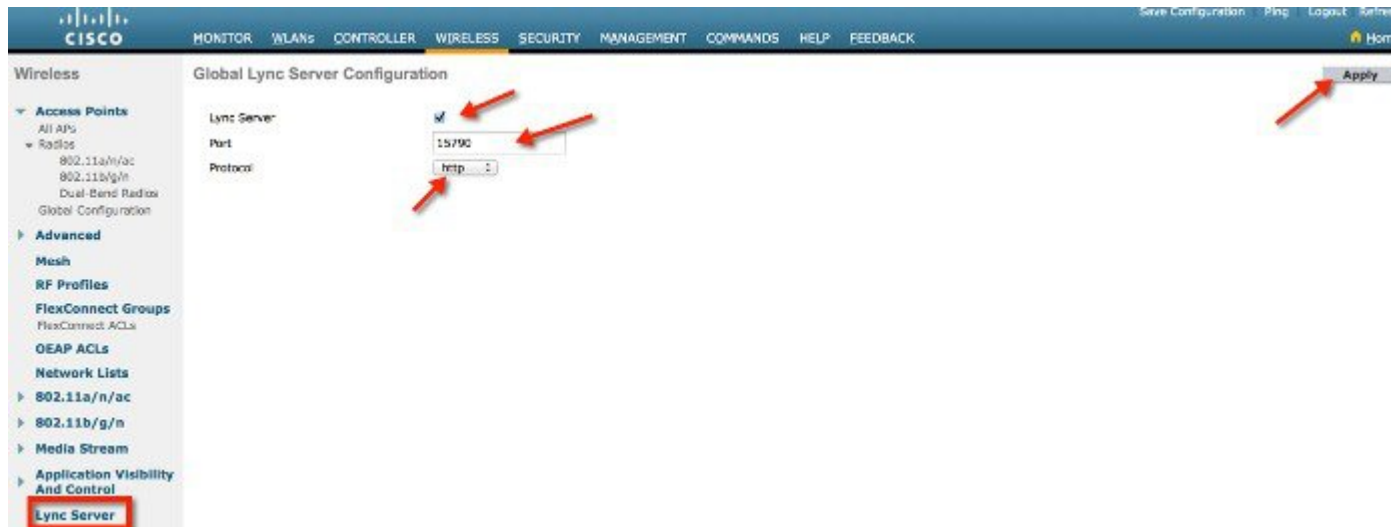 Save Configuration Ping Logout Refre
CISCO
MONITOR WLANs CONTROLLER WIRELESS SECURITY MANAGEMENT COMMANDS HELP FEEDBACK
Hom
Wireless
Global Lync Server Configuration
Apply
Access Points
All APs
Radios
802.11a/n/ac
802.11b/g/n
Dual-Band Radios
Global Configuration
Lync Server
Port
15790
Protocol
http
Advanced
Mesh
RF Profiles
FlexConnect Groups
FlexConnect ACLs
OEAP ACLs
Network Lists
802.11a/n/ac
802.11b/g/n
Media Stream
Application Visibility
And Control
Lync Server